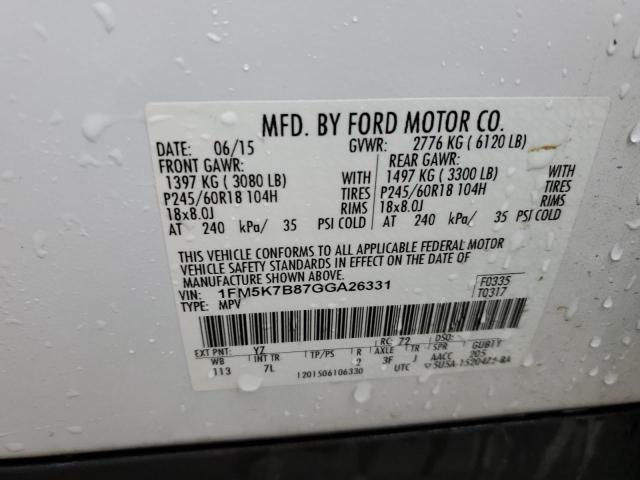 MFD. BY FORD MOTOR CO.
DATE: 06/15 GVWR: 2776 KG ( 6120 LB)
FRONT GAWR: REAR GAWR:
1397 KG ( 3080 LB) 1497 KG ( 3300 LB)
P245/60R18 104H TIRES P245/60R18 104H TIRES
18x8.0J RIMS 18x8.0J RIMS
AT 240 kPa/ 35 PSI COLD AT 240 kPa/ 35 PSI COLD
THIS VEHICLE CONFORMS TO ALL APPLICABLE FEDERAL MOTOR
VEHICLE SAFETY STANDARDS IN EFFECT ON THE DATE OF
MANUFACTURE SHOWN ABOVE.
VIN: 1FM5K7B87GGA26331 F0335
TYPE: MPV T0317
EXT PNT: YZ RC: 72 DSO:
WB INT TR TP/PS R AXLE TR SPR GUB1Y
113 7L 2 3F J AACC 205
1201506106330 UTC